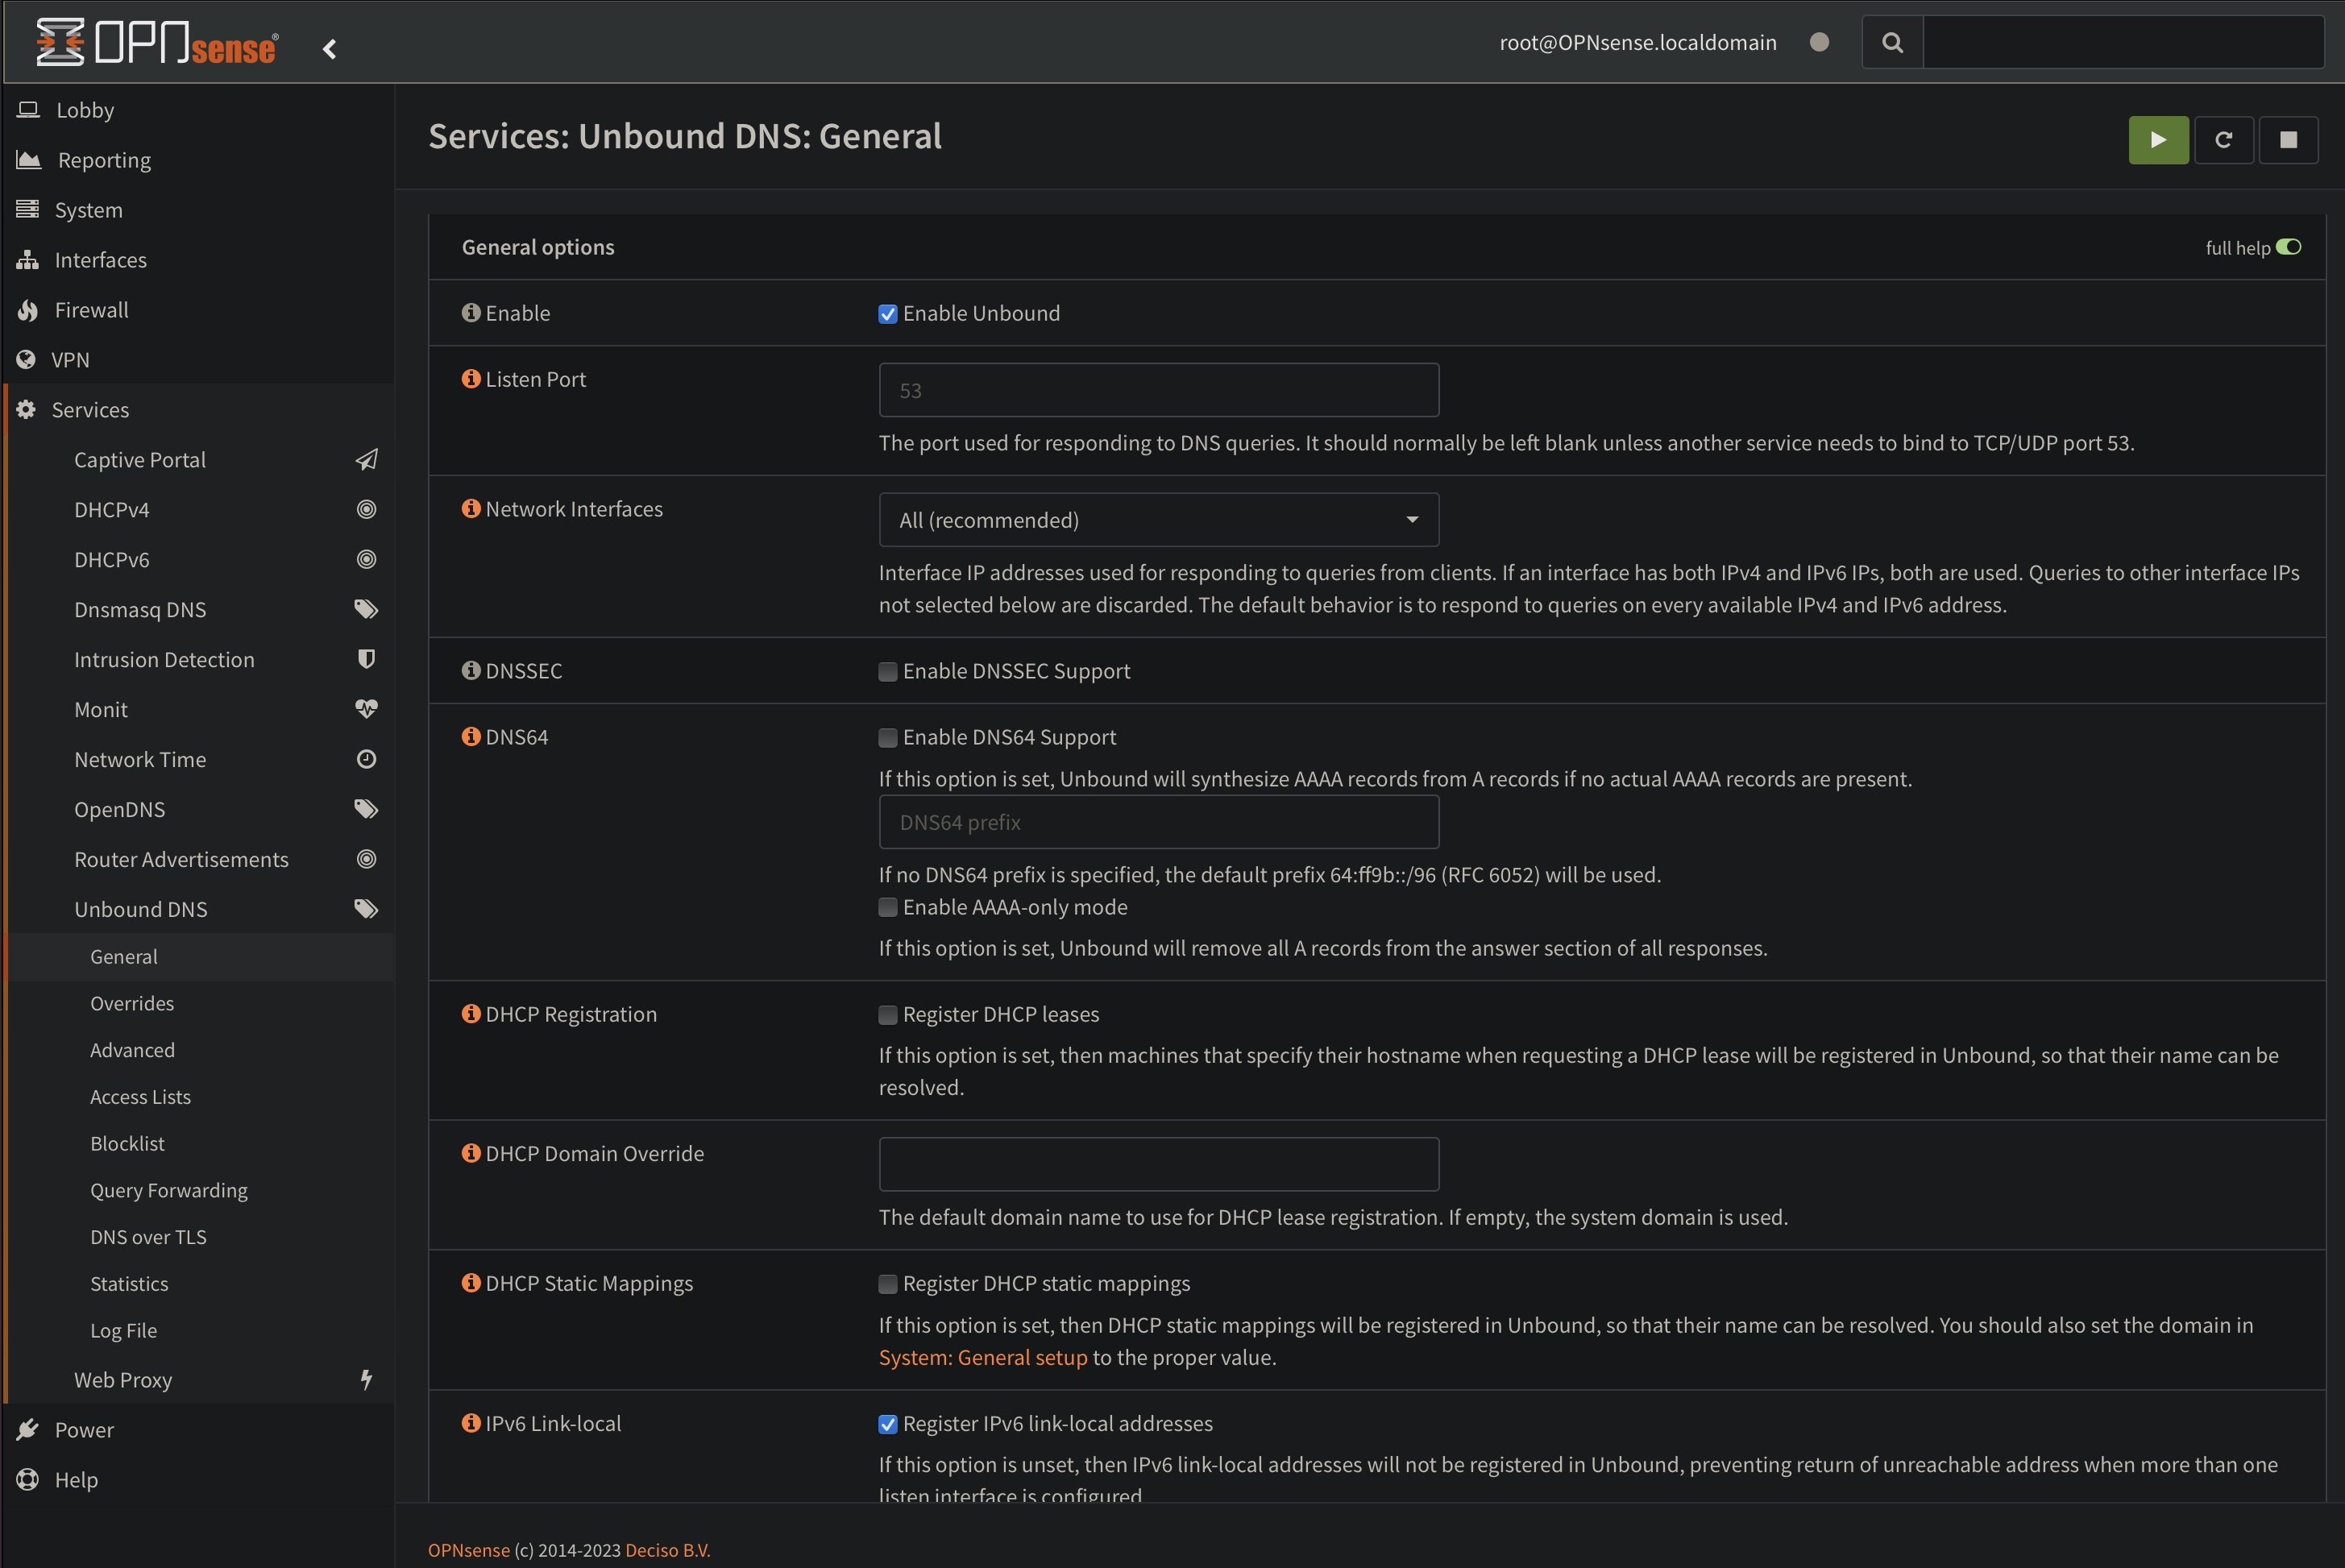 OPNsense®
root@OPNsense.localdomain
Lobby
Reporting
System
Interfaces
Firewall
VPN
Services
Captive Portal
DHCPv4
DHCPv6
Dnsmasq DNS
Intrusion Detection
Monit
Network Time
OpenDNS
Router Advertisements
Unbound DNS
General
Overrides
Advanced
Access Lists
Blocklist
Query Forwarding
DNS over TLS
Statistics
Log File
Web Proxy
Power
Help
Services: Unbound DNS: General
General options
full help
Enable
Enable Unbound
Listen Port
53
The port used for responding to DNS queries. It should normally be left blank unless another service needs to bind to TCP/UDP port 53.
Network Interfaces
All (recommended)
Interface IP addresses used for responding to queries from clients. If an interface has both IPv4 and IPv6 IPs, both are used. Queries to other interface IPs
not selected below are discarded. The default behavior is to respond to queries on every available IPv4 and IPv6 address.
DNSSEC
Enable DNSSEC Support
DNS64
Enable DNS64 Support
If this option is set, Unbound will synthesize AAAA records from A records if no actual AAAA records are present.
DNS64 prefix
If no DNS64 prefix is specified, the default prefix 64:ff9b::/96 (RFC 6052) will be used.
Enable AAAA-only mode
If this option is set, Unbound will remove all A records from the answer section of all responses.
DHCP Registration
Register DHCP leases
If this option is set, then machines that specify their hostname when requesting a DHCP lease will be registered in Unbound, so that their name can be
resolved.
DHCP Domain Override
The default domain name to use for DHCP lease registration. If empty, the system domain is used.
DHCP Static Mappings
Register DHCP static mappings
If this option is set, then DHCP static mappings will be registered in Unbound, so that their name can be resolved. You should also set the domain in
System: General setup to the proper value.
IPv6 Link-local
Register IPv6 link-local addresses
If this option is unset, then IPv6 link-local addresses will not be registered in Unbound, preventing return of unreachable address when more than one
listen interface is configured
OPNsense (c) 2014-2023 Deciso B.V.